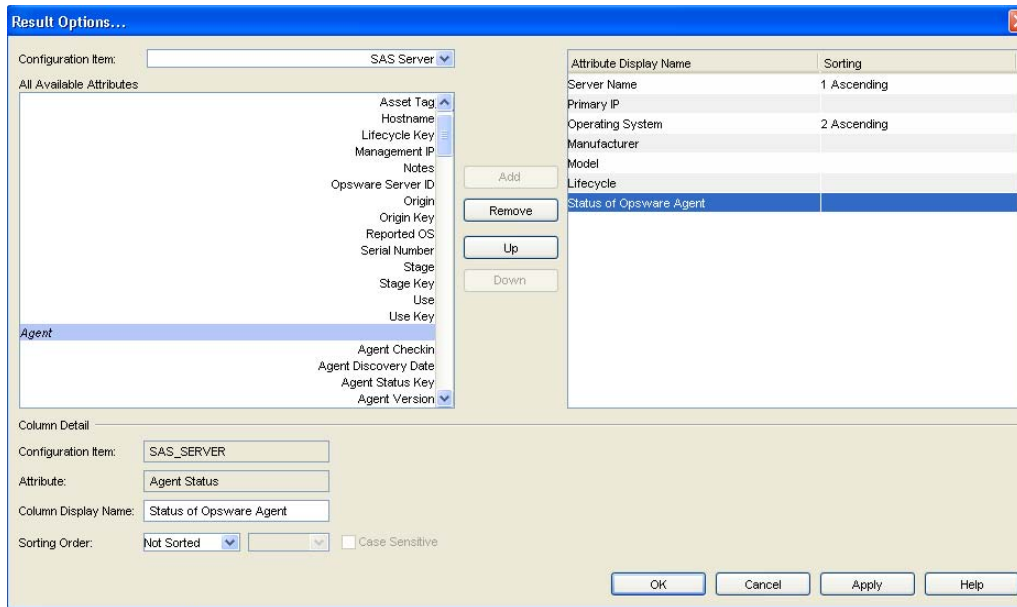 Result Options...
Configuration Item:
SAS Server
All Available Attributes
Asset Tag
Hostname
Lifecycle Key
Management IP
Notes
Opsware Server ID
Origin
Origin Key
Reported OS
Serial Number
Stage
Stage Key
Use
Use Key
Agent
Agent Checkin
Agent Discovery Date
Agent Status Key
Agent Version
Add
Remove
Up
Down
Attribute Display Name Sorting
Server Name 1 Ascending
Primary IP
Operating System 2 Ascending
Manufacturer
Model
Lifecycle
Status of Opsware Agent
Column Detail
Configuration Item: SAS_SERVER
Attribute: Agent Status
Column Display Name: Status of Opsware Agent
Sorting Order: Not Sorted Case Sensitive
OK Cancel Apply Help